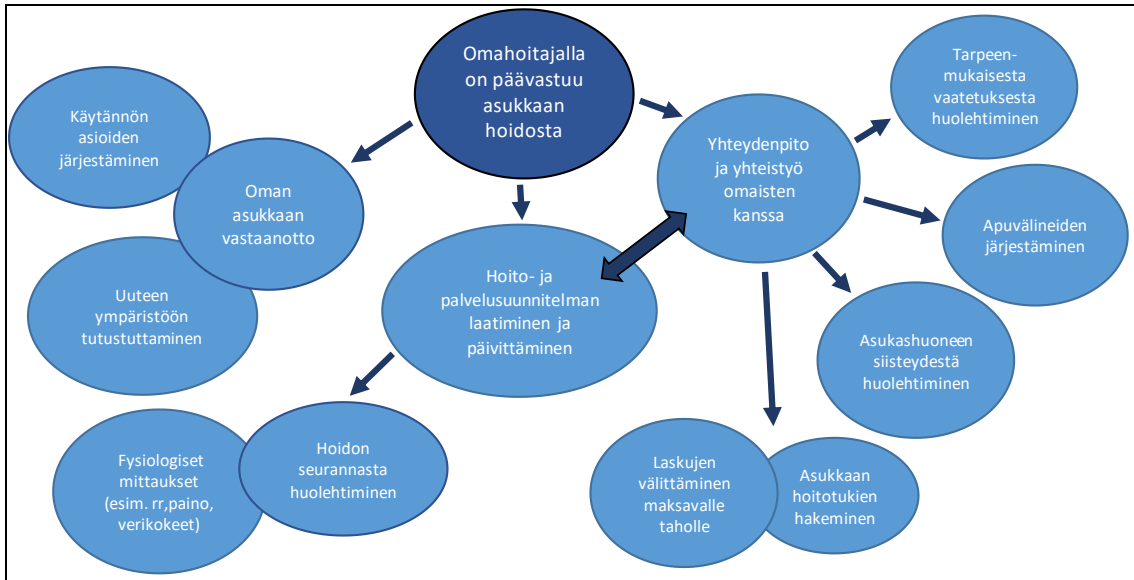 Omahoitajalla
on päävastuu
asukkaan
hoidosta
Käytännön
asioiden
järjestäminen
Oman
asukkaan
vastaanotto
Uuteen
ympäristöön
tutustuttaminen
Hoito- ja
palvelusuunnitelman
laatiminen ja
päivittäminen
Hoidon
seurannasta
huolehtiminen
Fysiologiset
mittaukset
(esim. rr,paino,
verikokeet)
Yhteydenpito
ja yhteistyö
omaisten
kanssa
Tarpeen-
mukaisesta
vaatetuksesta
huolehtiminen
Apuvälineiden
järjestäminen
Asukashuoneen
siisteydestä
huolehtiminen
Laskujen
välittäminen
maksavalle
taholle
Asukkaan
hoitotukien
hakeminen